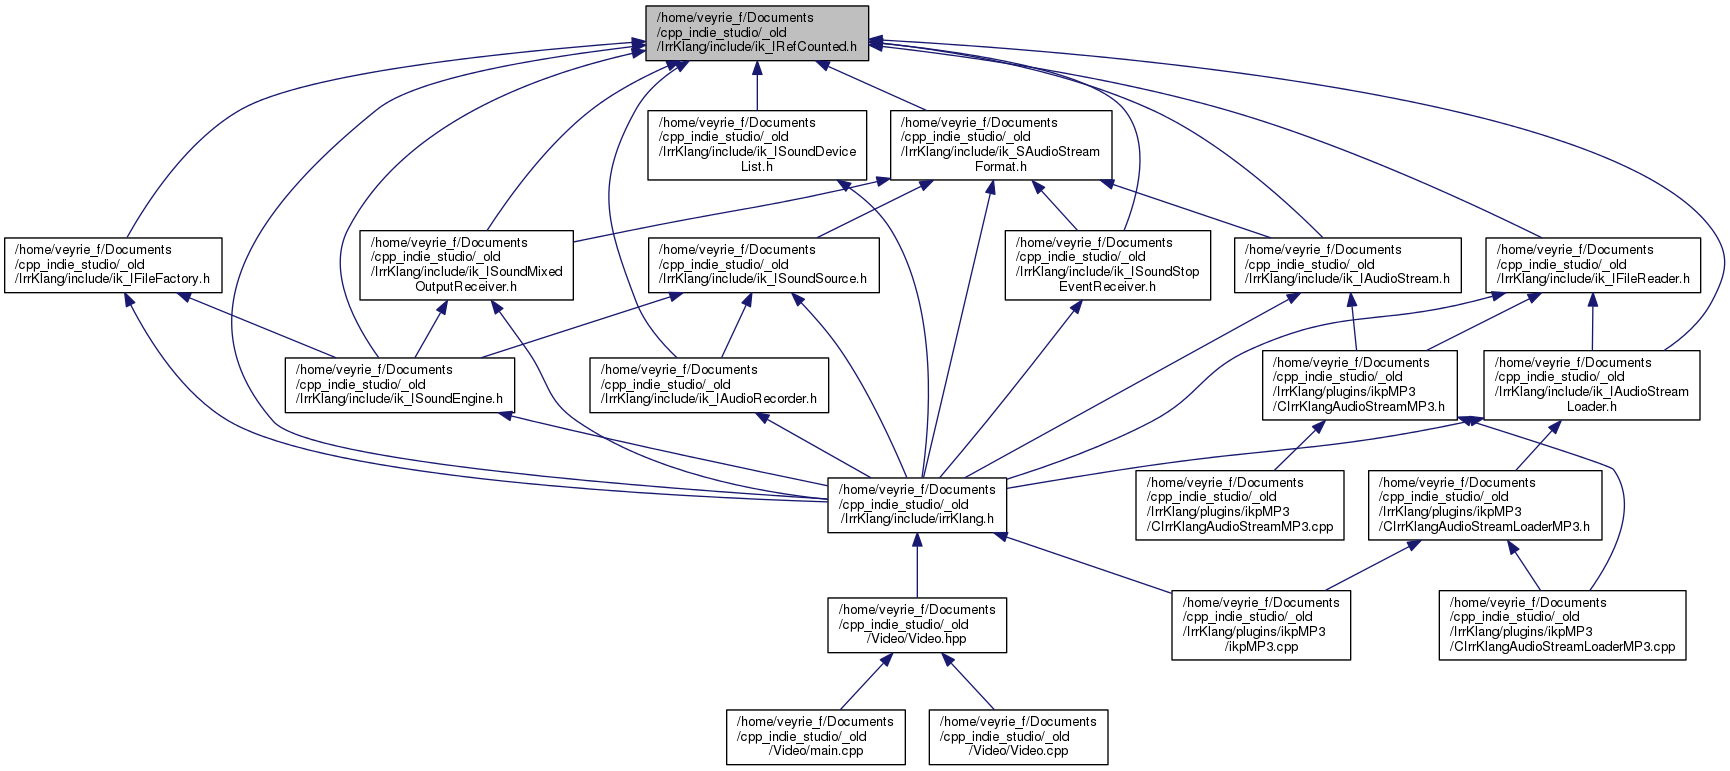 /home/veyrie_f/Documents
/cpp_indie_studio/_old
/IrrKlang/include/ik_IRefCounted.h
/home/veyrie_f/Documents
/cpp_indie_studio/_old
/IrrKlang/include/ik_ISoundDevice
List.h
/home/veyrie_f/Documents
/cpp_indie_studio/_old
/IrrKlang/include/ik_SAudioStream
Format.h
/home/veyrie_f/Documents
/cpp_indie_studio/_old
/IrrKlang/include/ik_IFileFactory.h
/home/veyrie_f/Documents
/cpp_indie_studio/_old
/IrrKlang/include/ik_ISoundMixed
OutputReceiver.h
/home/veyrie_f/Documents
/cpp_indie_studio/_old
/IrrKlang/include/ik_ISoundSource.h
/home/veyrie_f/Documents
/cpp_indie_studio/_old
/IrrKlang/include/ik_ISoundStop
EventReceiver.h
/home/veyrie_f/Documents
/cpp_indie_studio/_old
/IrrKlang/include/ik_IAudioStream.h
/home/veyrie_f/Documents
/cpp_indie_studio/_old
/IrrKlang/include/ik_IFileReader.h
/home/veyrie_f/Documents
/cpp_indie_studio/_old
/IrrKlang/include/ik_ISoundEngine.h
/home/veyrie_f/Documents
/cpp_indie_studio/_old
/IrrKlang/include/ik_IAudioRecorder.h
/home/veyrie_f/Documents
/cpp_indie_studio/_old
/IrrKlang/plugins/ikpMP3
/CIrrKlangAudioStreamMP3.h
/home/veyrie_f/Documents
/cpp_indie_studio/_old
/IrrKlang/include/ik_IAudioStream
Loader.h
/home/veyrie_f/Documents
/cpp_indie_studio/_old
/IrrKlang/include/irrKlang.h
/home/veyrie_f/Documents
/cpp_indie_studio/_old
/IrrKlang/plugins/ikpMP3
/CIrrKlangAudioStreamMP3.cpp
/home/veyrie_f/Documents
/cpp_indie_studio/_old
/IrrKlang/plugins/ikpMP3
/CIrrKlangAudioStreamLoaderMP3.h
/home/veyrie_f/Documents
/cpp_indie_studio/_old
/Video/Video.hpp
/home/veyrie_f/Documents
/cpp_indie_studio/_old
/IrrKlang/plugins/ikpMP3
/ikpMP3.cpp
/home/veyrie_f/Documents
/cpp_indie_studio/_old
/IrrKlang/plugins/ikpMP3
/CIrrKlangAudioStreamLoaderMP3.cpp
/home/veyrie_f/Documents
/cpp_indie_studio/_old
/Video/main.cpp
/home/veyrie_f/Documents
/cpp_indie_studio/_old
/Video/Video.cpp